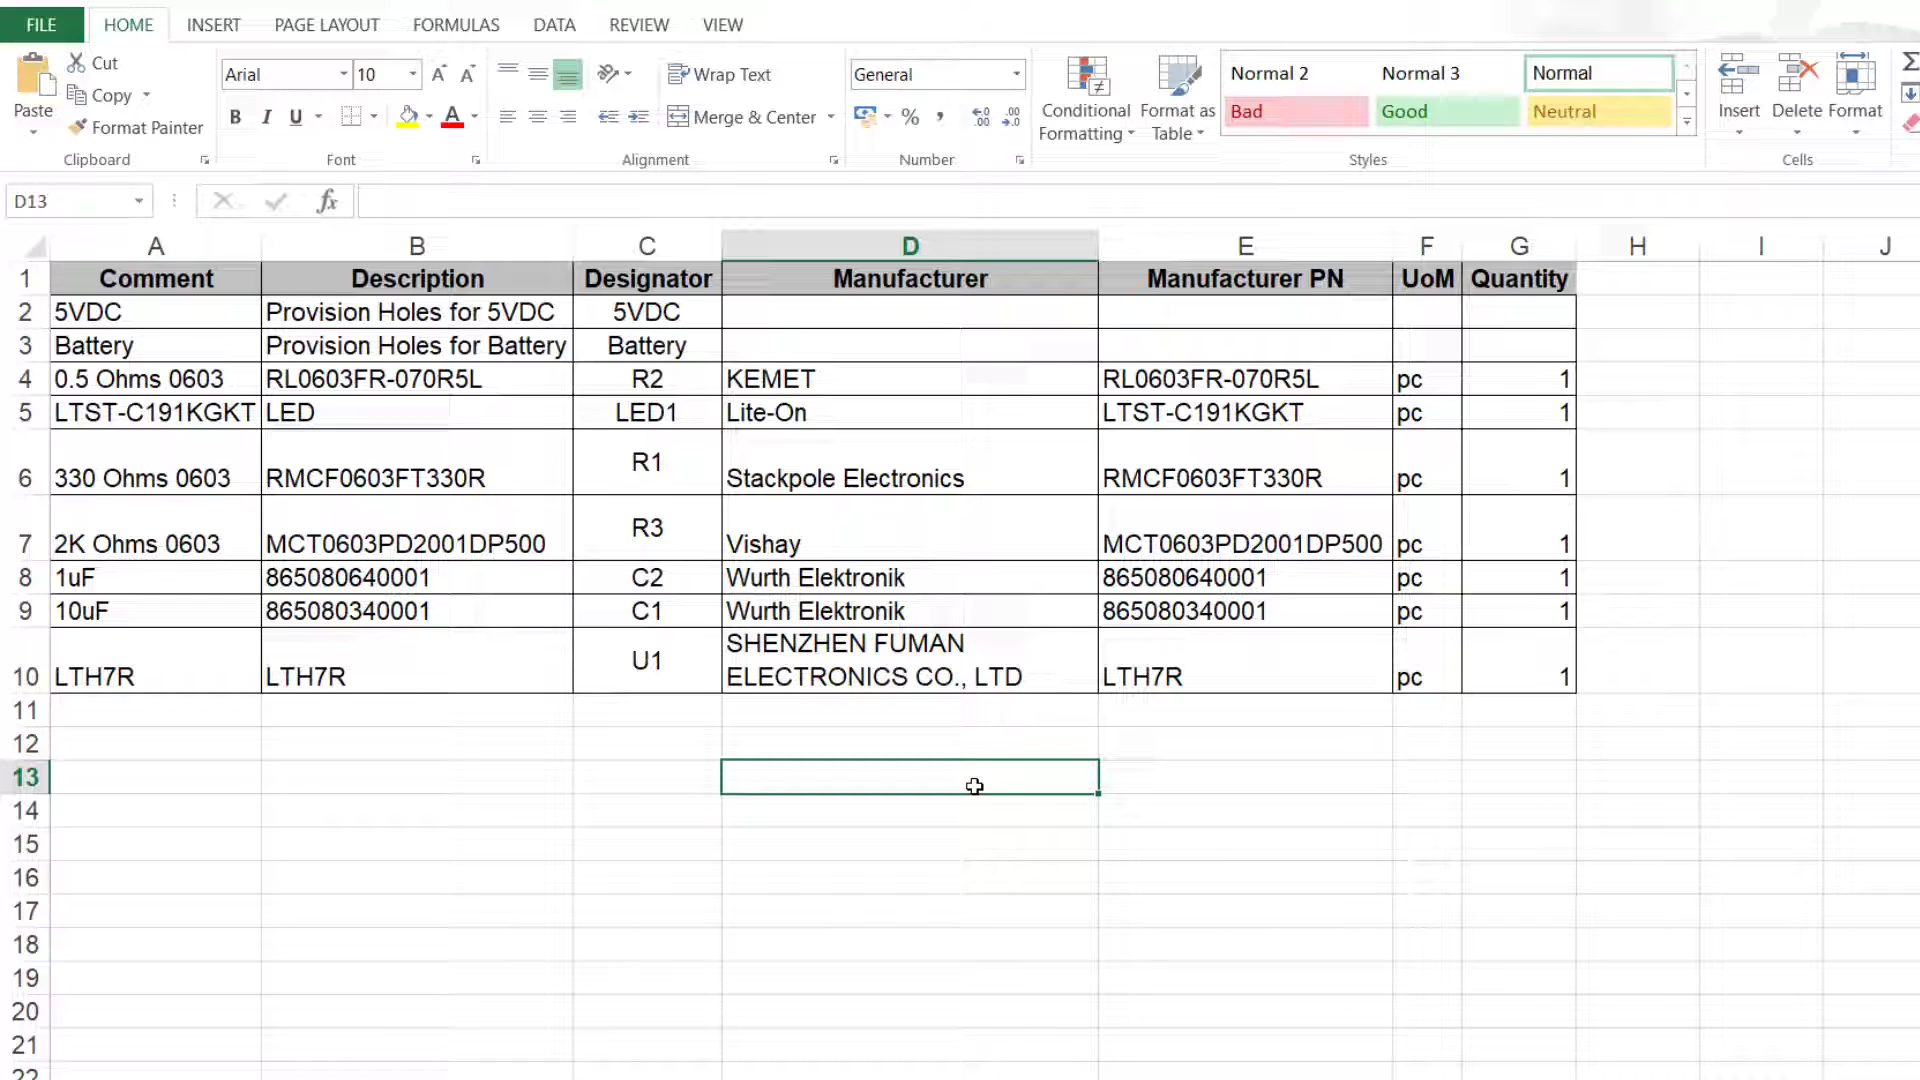 FILE HOME INSERT PAGE LAYOUT FORMULAS DATA REVIEW VIEW
Cut
Copy
Format Painter
Paste
Clipboard
Arial 10
B I U
Font
Wrap Text
Merge & Center
Alignment
General
%
Number
Conditional Formatting
Format as Table
Normal 2 Normal 3 Normal
Bad Good Neutral
Styles
Insert Delete Format
Cells
D13 fx
A B C D E F G H I J
1 Comment Description Designator Manufacturer Manufacturer PN UoM Quantity
2 5VDC Provision Holes for 5VDC 5VDC
3 Battery Provision Holes for Battery Battery
4 0.5 Ohms 0603 RL0603FR-070R5L R2 KEMET RL0603FR-070R5L pc 1
5 LTST-C191KGKT LED LED1 Lite-On LTST-C191KGKT pc 1
6 330 Ohms 0603 RMCF0603FT330R R1 Stackpole Electronics RMCF0603FT330R pc 1
7 2K Ohms 0603 MCT0603PD2001DP500 R3 Vishay MCT0603PD2001DP500 pc 1
8 1uF 865080640001 C2 Wurth Elektronik 865080640001 pc 1
9 10uF 865080340001 C1 Wurth Elektronik 865080340001 pc 1
10 LTH7R LTH7R U1 SHENZHEN FUMAN ELECTRONICS CO., LTD LTH7R pc 1
11
12
13
14
15
16
17
18
19
20
21
22